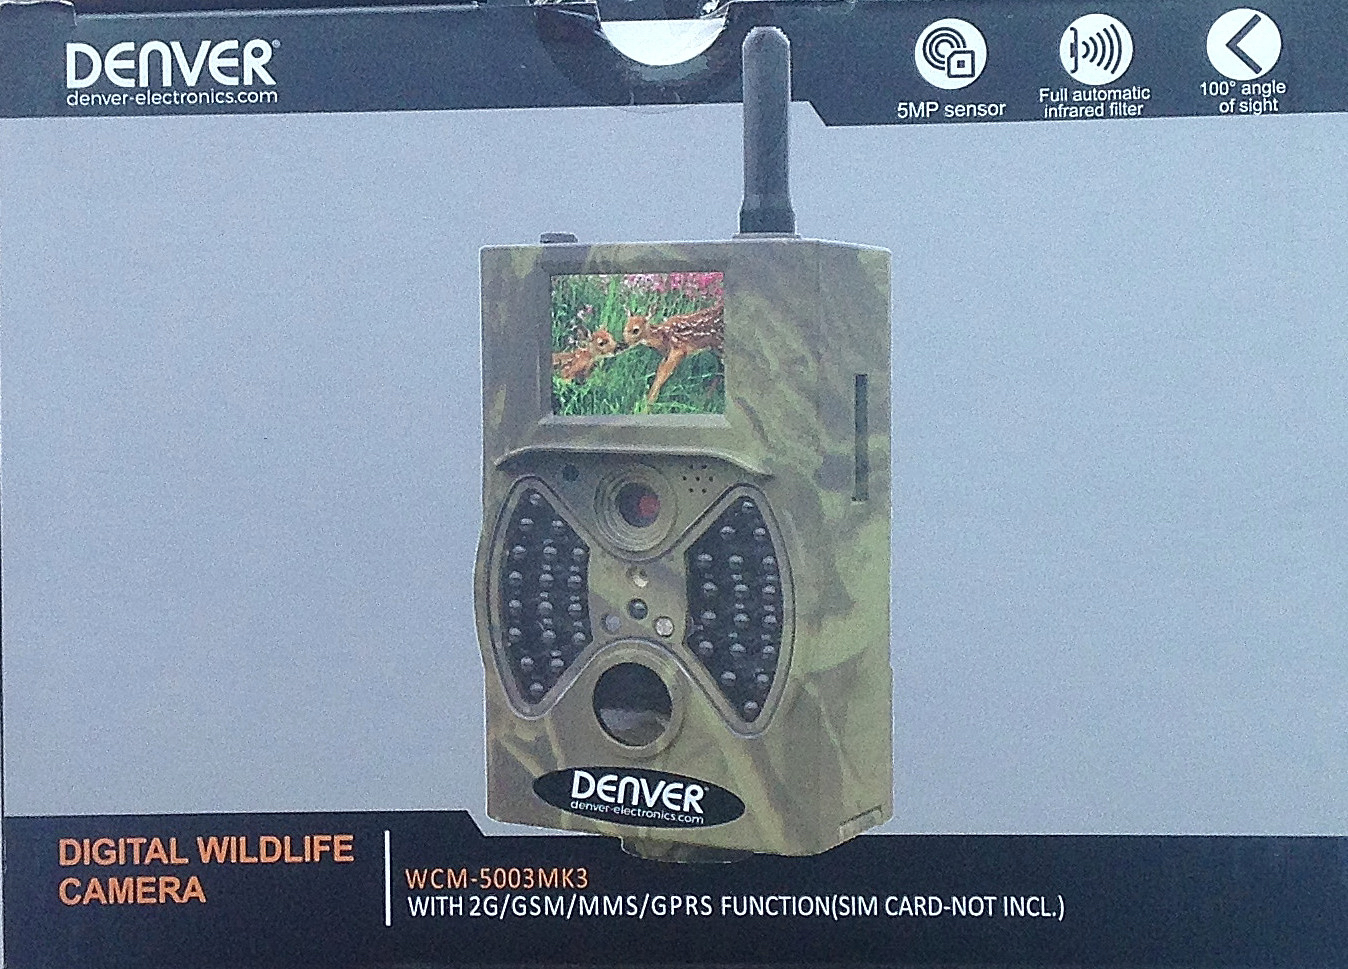 DENVER®
denver-electronics.com
5MP sensor
Full automatic
infrared filter
100° angle
of sight
DENVER®
denver-electronics.com
DIGITAL WILDLIFE
CAMERA
WCM-5003MK3
WITH 2G/GSM/MMS/GPRS FUNCTION(SIM CARD-NOT INCL.)